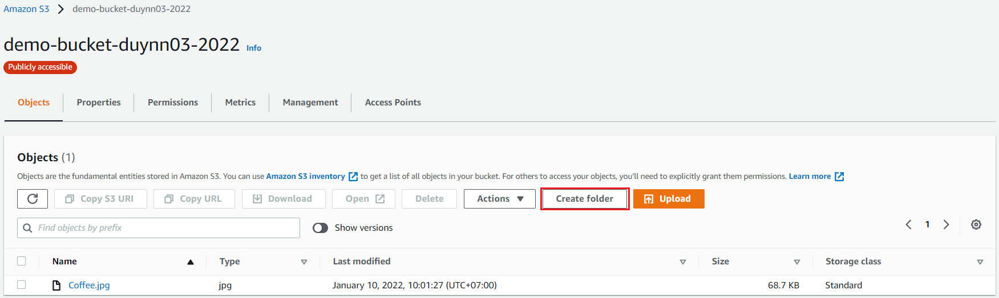 Amazon S3 > demo-bucket-duynn03-2022
demo-bucket-duynn03-2022 Info
Publicly accessible
Objects Properties Permissions Metrics Management Access Points
Objects (1)
Objects are the fundamental entities stored in Amazon S3. You can use Amazon S3 inventory to get a list of all objects in your bucket. For others to access your objects, you'll need to explicitly grant them permissions. Learn more
Copy S3 URI Copy URL Download Open Delete Actions Create folder Upload
Find objects by prefix Show versions 1
Name Type Last modified Size Storage class
Coffee.jpg jpg January 10, 2022, 10:01:27 (UTC+07:00) 68.7 KB Standard